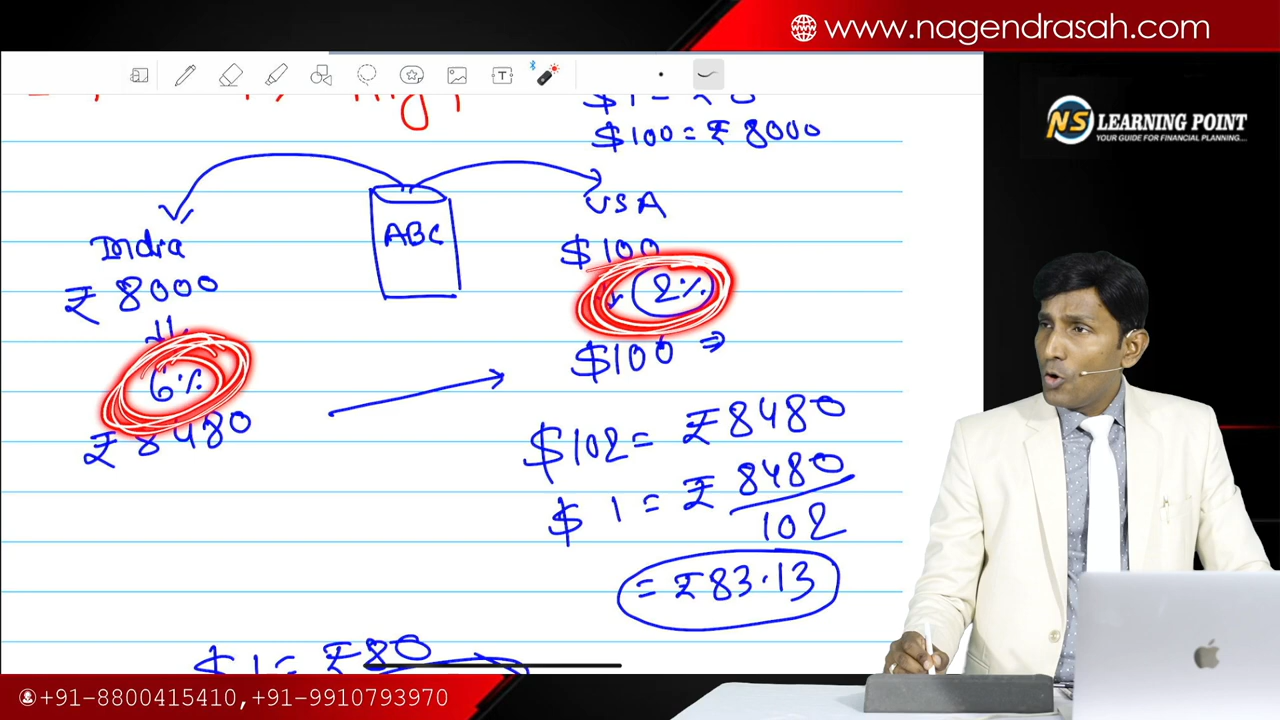 www.nagendrasah.com
NS LEARNING POINT
YOUR GUIDE FOR FINANCIAL PLANNING....
T
$100 = ₹ 8000
USA
ABC
India
$100
₹ 8000
2%
$100 ⇒
6%
₹ 8480
$102 = ₹ 8480
$ 1 = ₹ 8480
102
= ₹ 83.13
$ 1 = ₹ 80
+91-8800415410,+91-9910793970